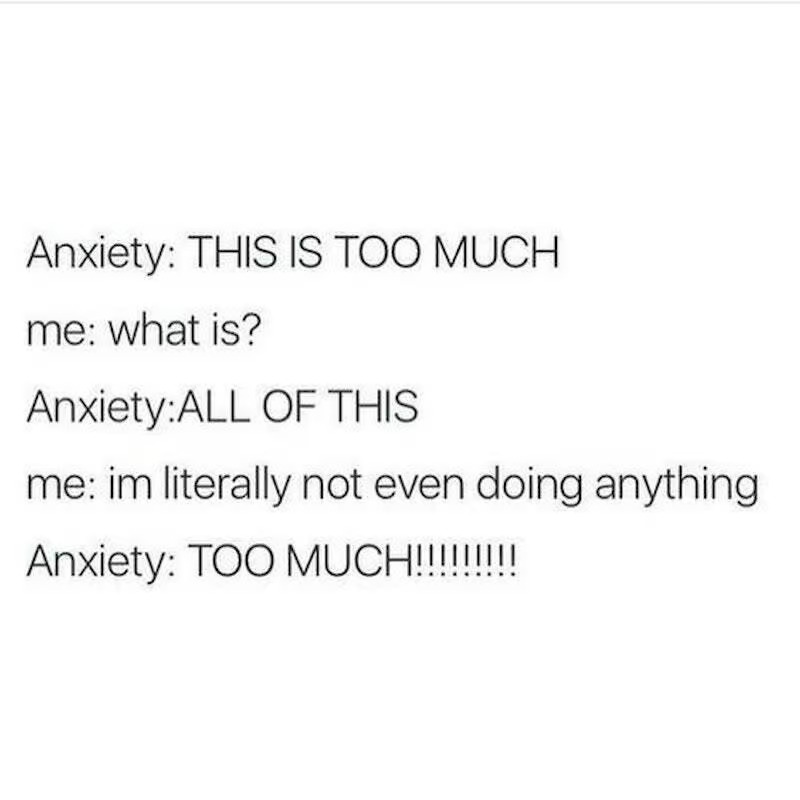 Anxiety: THIS IS TOO MUCH
me: what is?
Anxiety:ALL OF THIS
me: im literally not even doing anything
Anxiety: TOO MUCH!!!!!!!!!